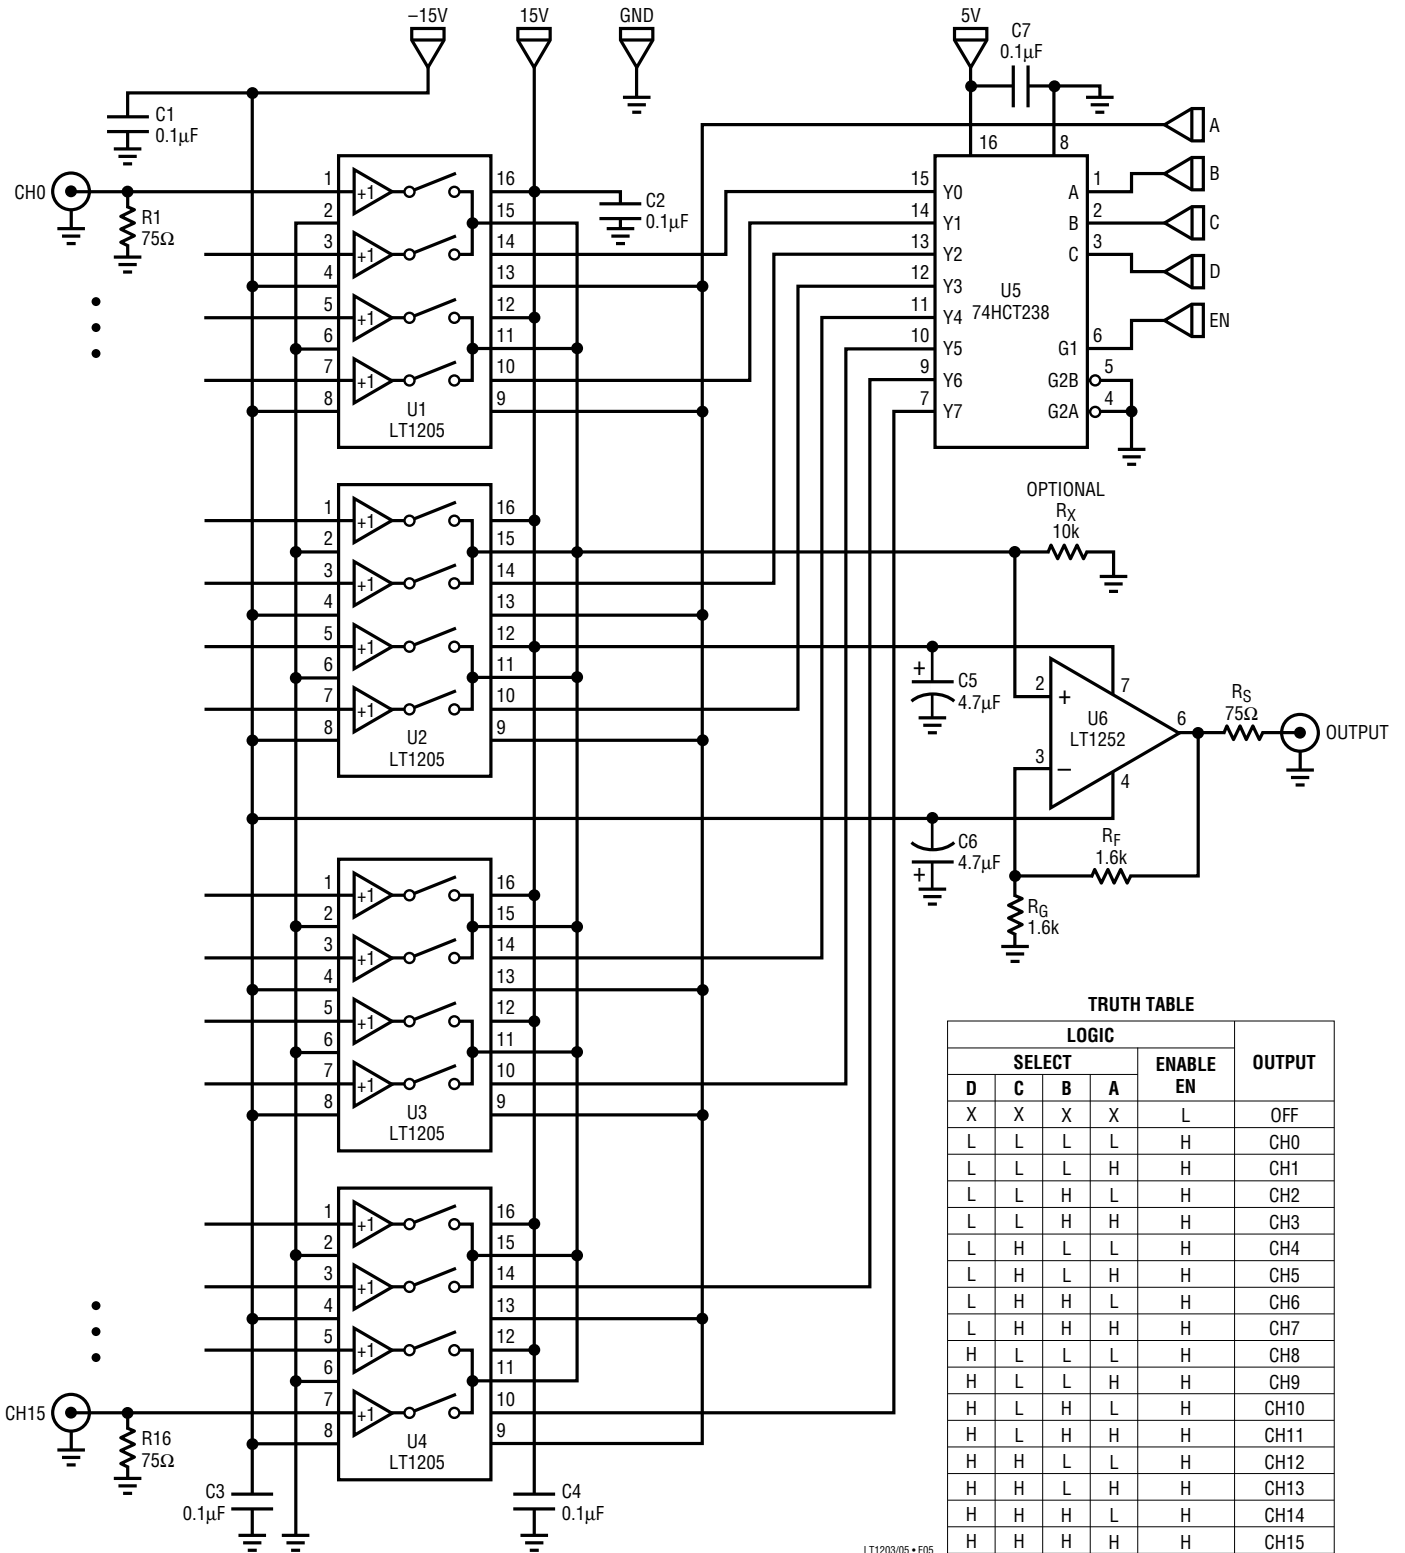 –15V
15V
GND
5V
C7
0.1µF
C1
0.1µF
A
16
8
CH0
R1
75Ω
1
+1
16
2
15
3
+1
14
4
13
5
+1
12
6
11
7
+1
10
8
9
U1
LT1205
C2
0.1µF
15
Y0
14
Y1
13
Y2
12
Y3
11
Y4
10
Y5
9
Y6
7
Y7
U5
74HCT238
A
1
B
B
2
C
C
3
D
G1
6
EN
G2B
5
G2A
4
1
+1
16
2
15
3
+1
14
4
13
5
+1
12
6
11
7
+1
10
8
9
U2
LT1205
OPTIONAL
RX
10k
C5
+
4.7µF
2
+
7
U6
LT1252
3
–
4
6
RS
75Ω
OUTPUT
C6
+
4.7µF
RF
1.6k
RG
1.6k
1
+1
16
2
15
3
+1
14
4
13
5
+1
12
6
11
7
+1
10
8
9
U3
LT1205
1
+1
16
2
15
3
+1
14
4
13
5
+1
12
6
11
7
+1
10
8
9
U4
LT1205
CH15
R16
75Ω
C3
0.1µF
C4
0.1µF
TRUTH TABLE
LOGIC
OUTPUT
SELECT
ENABLE
EN
D C B A
X X X X L OFF
L L L L H CH0
L L L H H CH1
L L H L H CH2
L L H H H CH3
L H L L H CH4
L H L H H CH5
L H H L H CH6
L H H H H CH7
H L L L H CH8
H L L H H CH9
H L H L H CH10
H L H H H CH11
H H L L H CH12
H H L H H CH13
H H H L H CH14
H H H H H CH15
LT1203/05 • F05